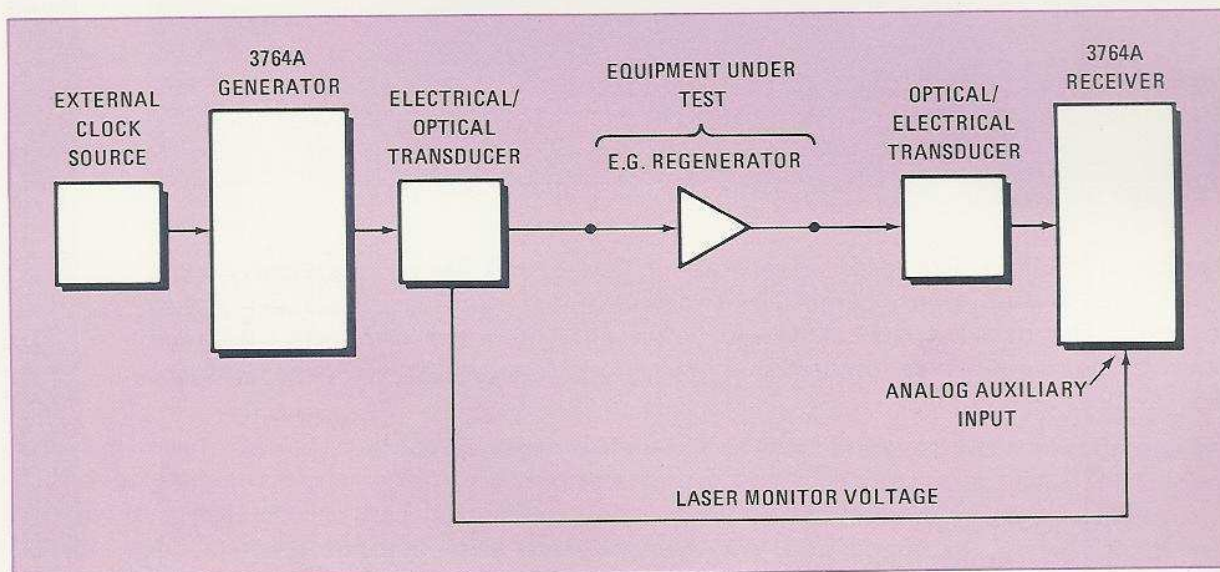 EXTERNAL
CLOCK
SOURCE
3764A
GENERATOR
ELECTRICAL/
OPTICAL
TRANSDUCER
EQUIPMENT UNDER
TEST
E.G. REGENERATOR
OPTICAL/
ELECTRICAL
TRANSDUCER
3764A
RECEIVER
ANALOG AUXILIARY
INPUT
LASER MONITOR VOLTAGE